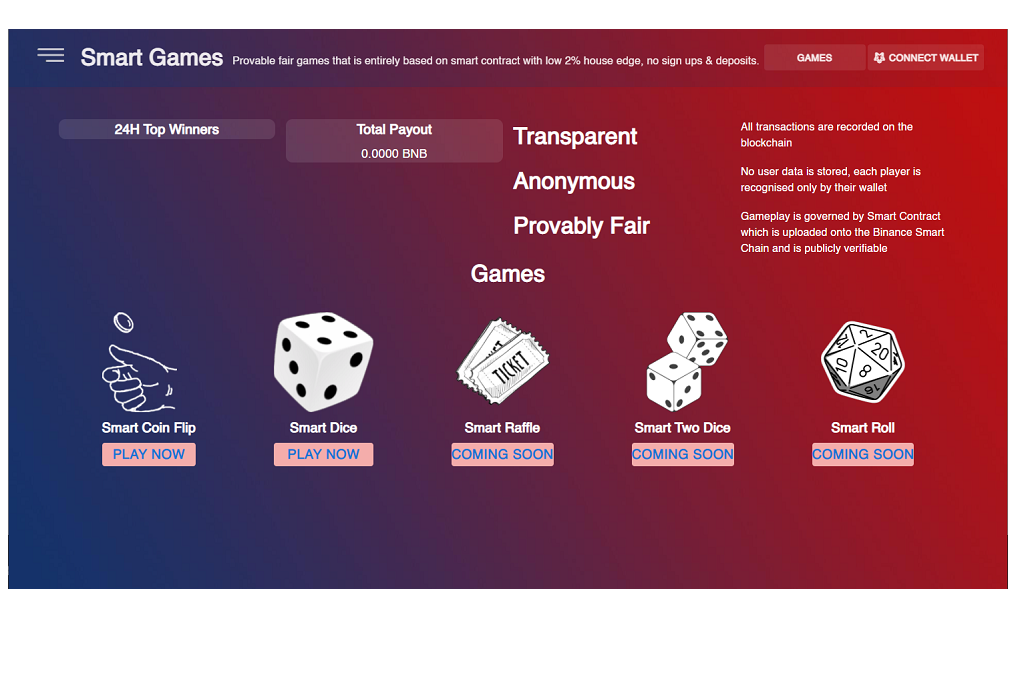 Smart Games
Provable fair games that is entirely based on smart contract with low 2% house edge, no sign ups & deposits.
GAMES
CONNECT WALLET
24H Top Winners
Total Payout
0.0000 BNB
Transparent
Anonymous
Provably Fair
All transactions are recorded on the
blockchain
No user data is stored, each player is
recognised only by their wallet
Gameplay is governed by Smart Contract
which is uploaded onto the Binance Smart
Chain and is publicly verifiable
Games
TICKET
2
20
10
8
Smart Coin Flip
Smart Dice
Smart Raffle
Smart Two Dice
Smart Roll
PLAY NOW
PLAY NOW
COMING SOON
COMING SOON
COMING SOON